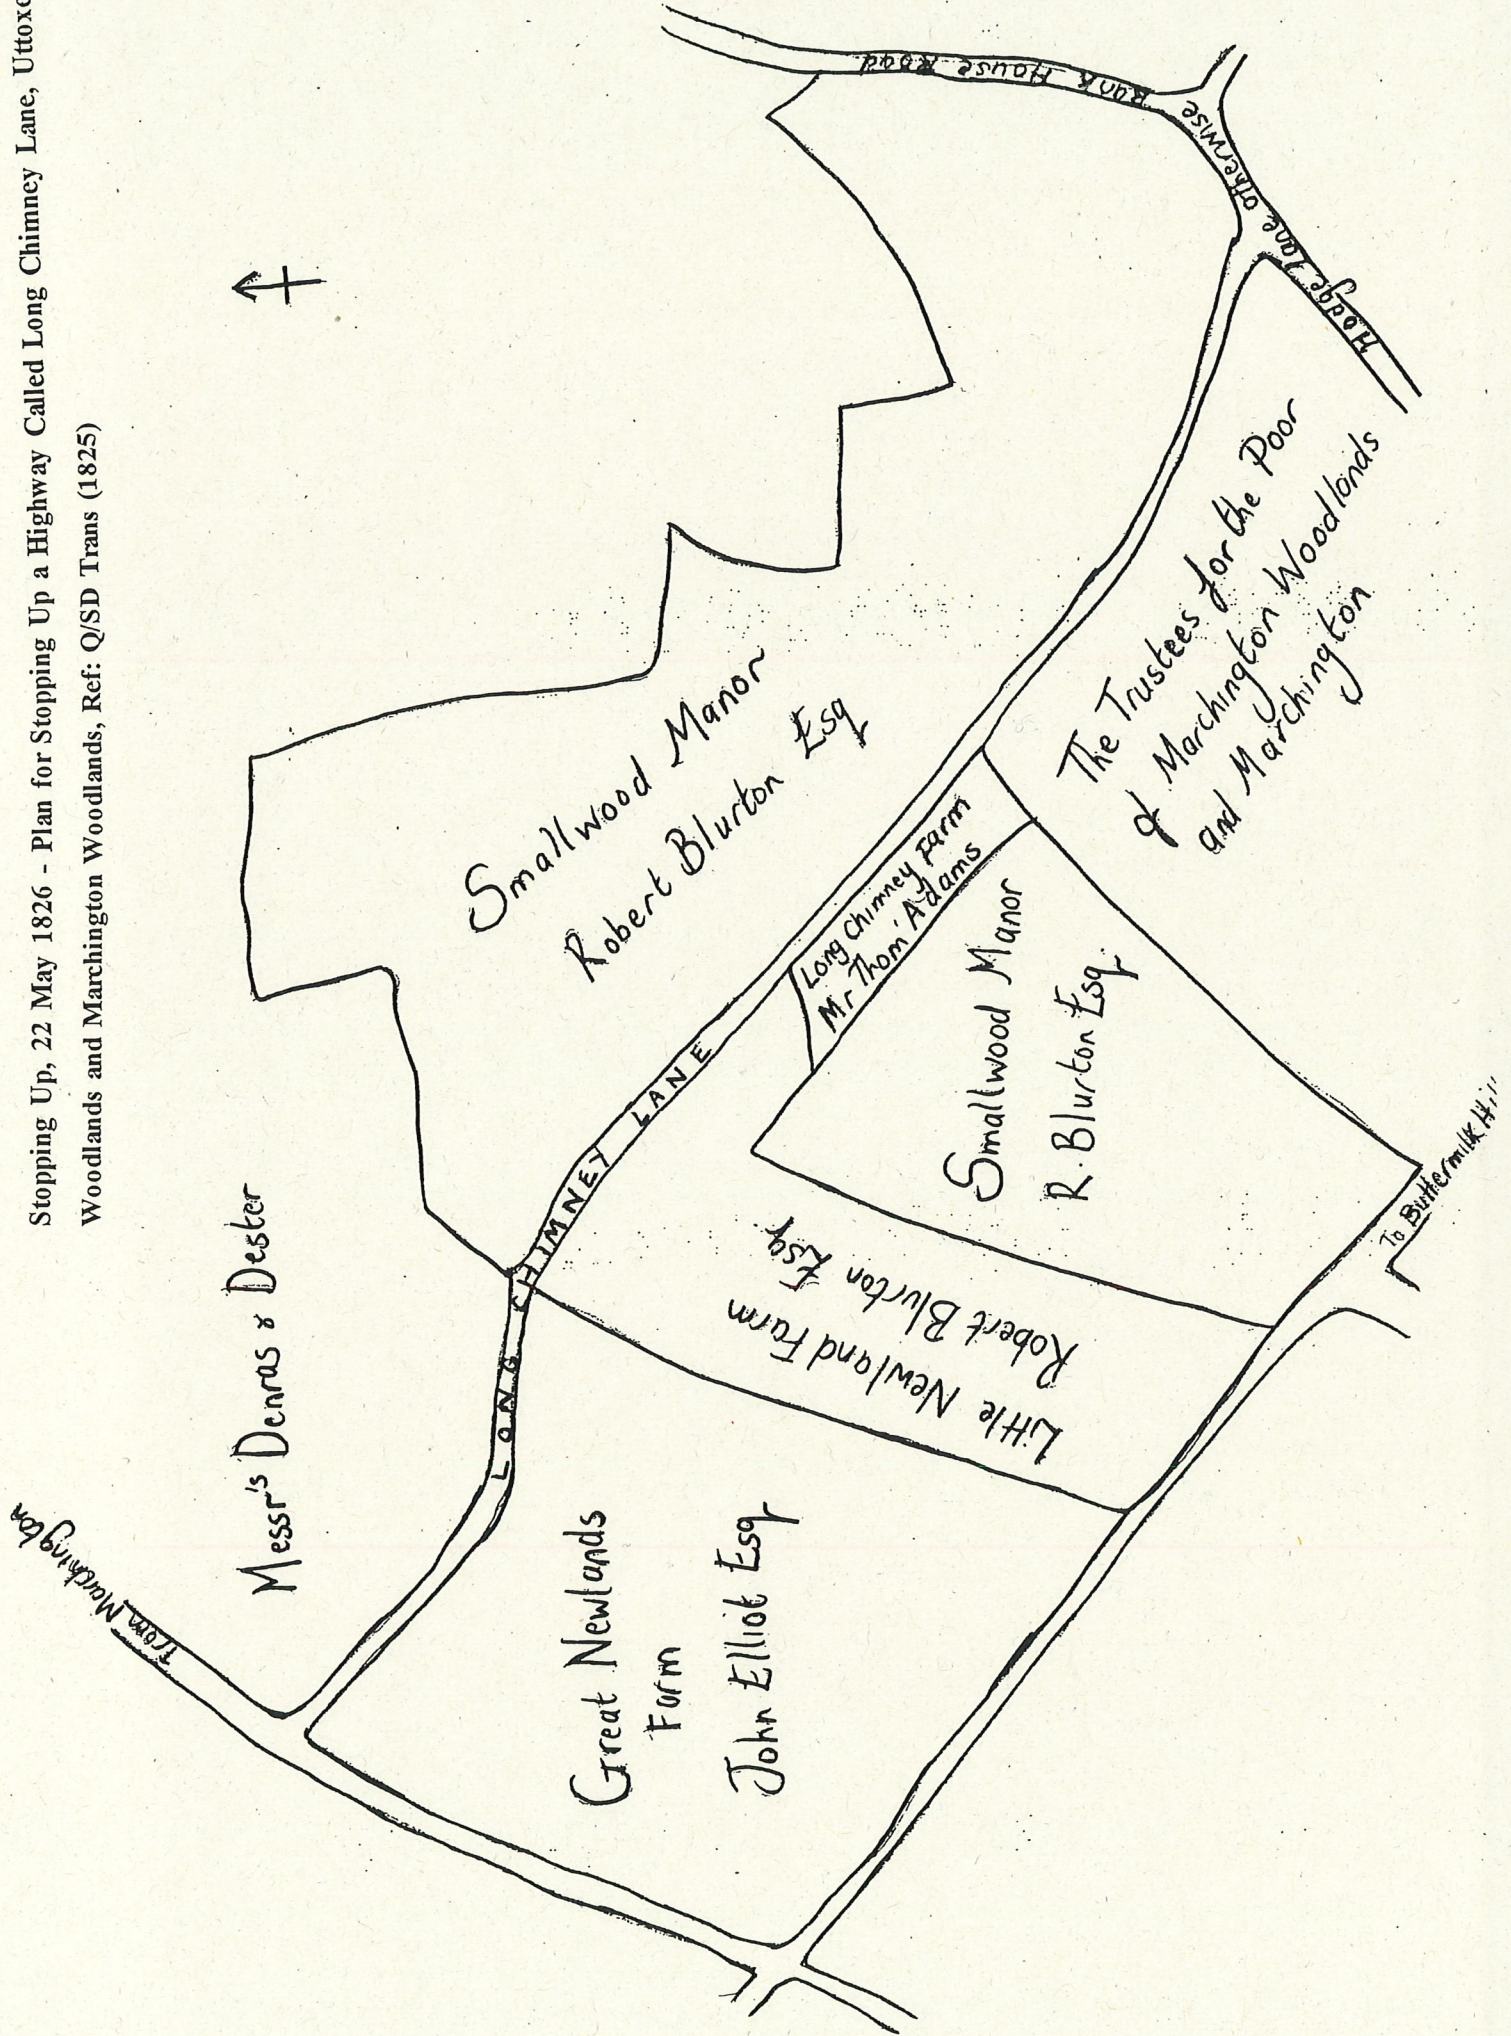 Stopping Up, 22 May 1826 - Plan for Stopping Up a Highway Called Long Chimney Lane, Uttoxe
Woodlands and Marchington Woodlands, Ref: Q/SD Trans (1825)
From Marchington
Messr's Denras & Dester
LONG CHIMNEY LANE
Smallwood Manor
Robert Blurton Esq
Bank House Road
Hodge Lane otherwise
Great Newlands
Farm
John Elliot Esq
Little Newland Farm
Robert Blurton Esq.
Long Chimney Farm
Mr Thom' Adams
Smallwood Manor
R. Blurton Esq.
The Trustees for the Poor
of Marchington Woodlands
and Marchington
To Buttermilk Hill